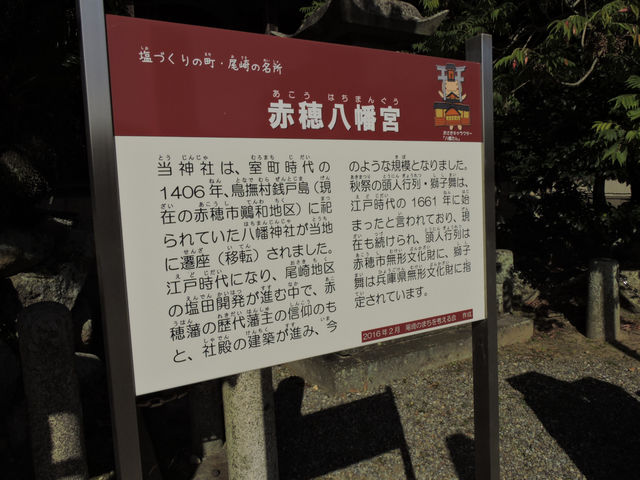 塩づくりの町・尾崎の名所
赤穂八幡宮
当神社は、室町時代の
1406年、鳥撫村銭戸島（現
在の赤穂市鷆和地区）に祀
られていた八幡神社が当地
に遷座（移転）されました。
江戸時代になり、尾崎地区
の塩田開発が進む中で、赤
穂藩の歴代藩主の信仰のも
と、社殿の建築が進み、今
のような規模となりました。
秋祭の頭人行列・獅子舞は、
江戸時代の1661年に始
まったと言われており、現
在も続けられ、頭人行列は
赤穂市無形文化財に、獅子
舞は兵庫県無形文化財に指
定されています。
2016年2月 尾崎のまちを考える会 作成